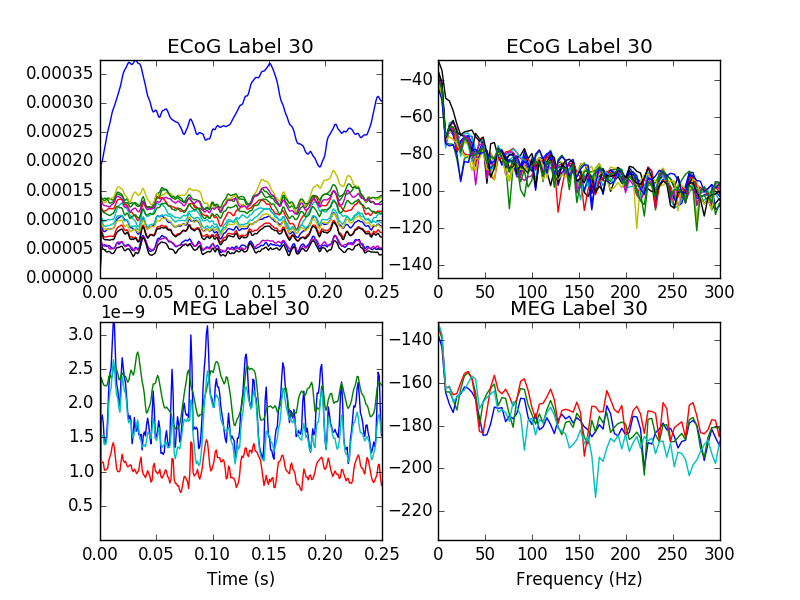 ECoG Label 30
0.00035
0.00030
0.00025
0.00020
0.00015
0.00010
0.00005
0.00000
0.00 0.05 0.10 0.15 0.20 0.25
ECoG Label 30
−40
−60
−80
−100
−120
−140
0 50 100 150 200 250 300
MEG Label 30
1e−9
3.0
2.5
2.0
1.5
1.0
0.5
0.00 0.05 0.10 0.15 0.20 0.25
Time (s)
MEG Label 30
−140
−160
−180
−200
−220
0 50 100 150 200 250 300
Frequency (Hz)